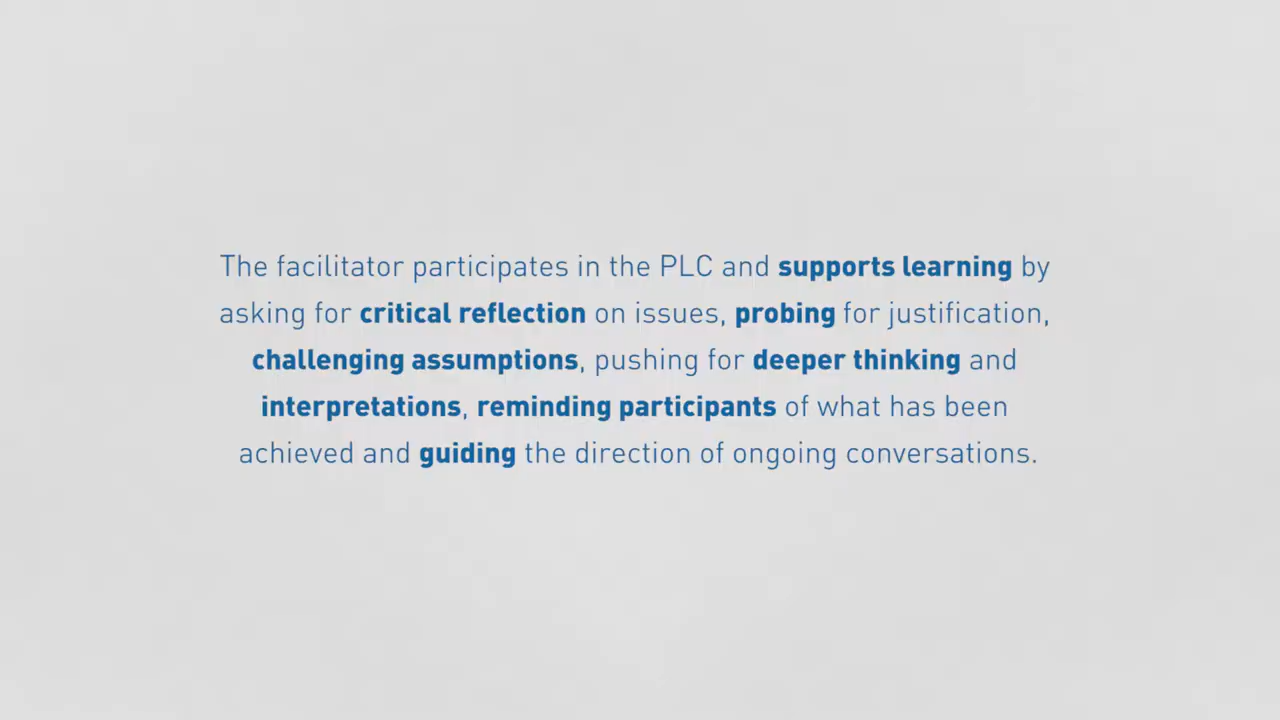 The facilitator participates in the PLC and supports learning by
asking for critical reflection on issues, probing for justification,
challenging assumptions, pushing for deeper thinking and
interpretations, reminding participants of what has been
achieved and guiding the direction of ongoing conversations.